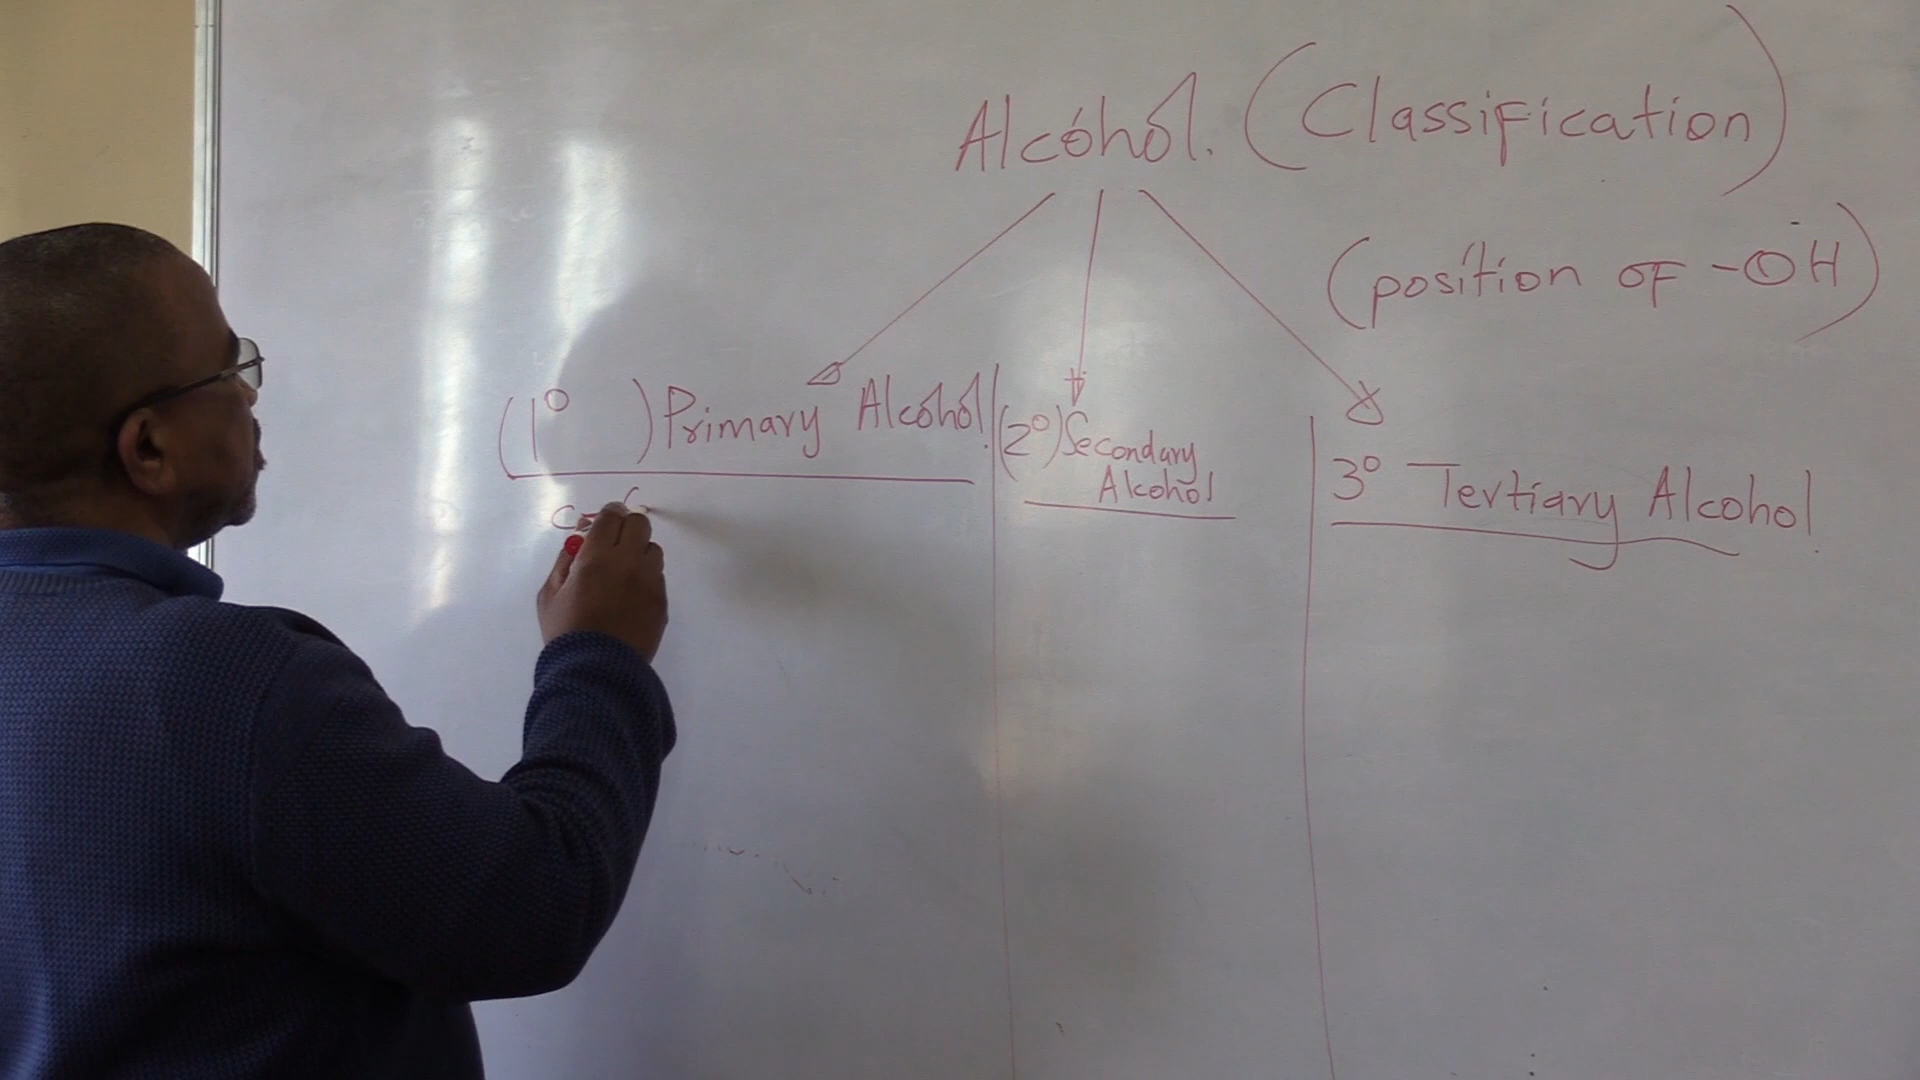 Alcohol. (Classification)
(position of -OH)
(1° ) Primary Alcohol.
(2°) Secondary
Alcohol
3° Tertiary Alcohol.
C